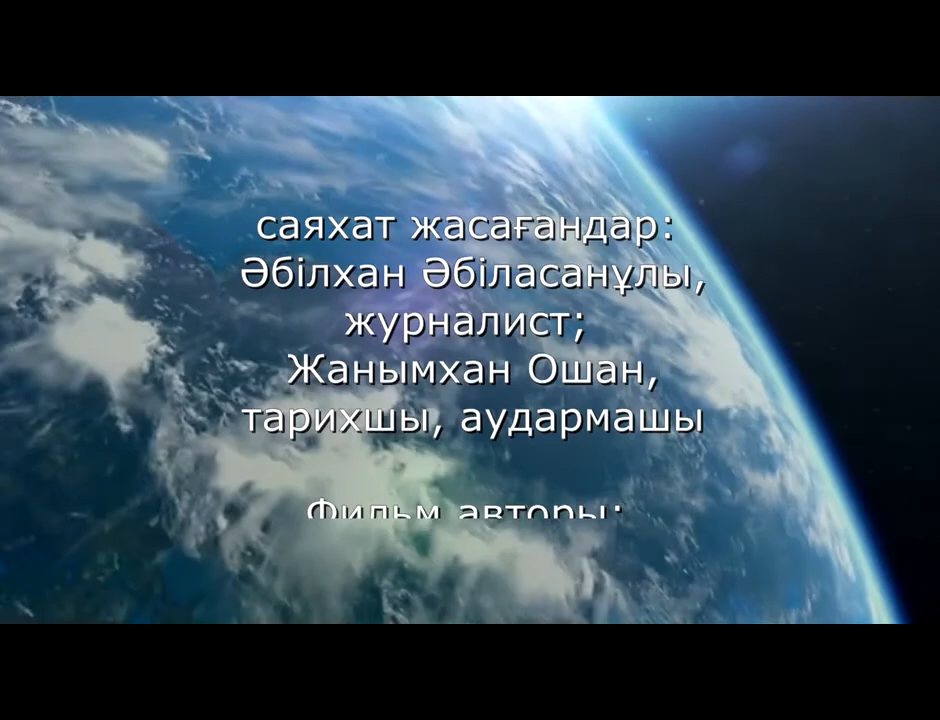 саяхат жасағандар:
Әбілхан Әбіласанұлы,
журналист;
Жанымхан Ошан,
тарихшы, аудармашы
Фильм авторы: